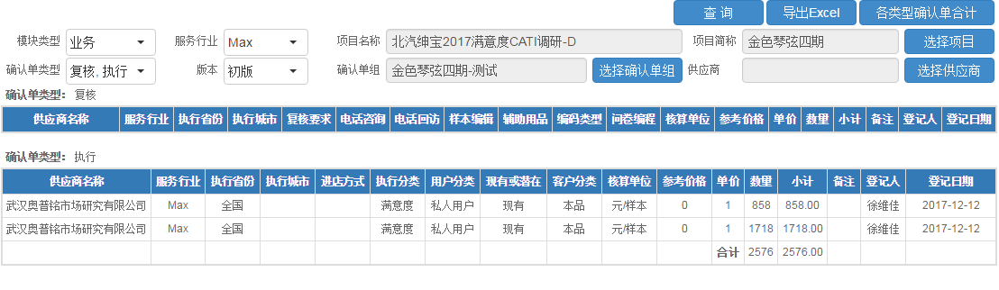 查 询 导出Excel 各类型确认单合计
模块类型 业务 服务行业 Max 项目名称 北汽绅宝2017满意度CATI调研-D 项目简称 金色琴弦四期 选择项目
确认单类型 复核, 执行 版本 初版 确认单组 金色琴弦四期-测试 选择确认单组 供应商 选择供应商
确认单类型： 复核
供应商名称 服务行业 执行省份 执行城市 复核要求 电话咨询 电话回访 样本编辑 辅助用品 编码类型 问卷编程 核算单位 参考价格 单价 数量 小计 备注 登记人 登记日期
确认单类型： 执行
供应商名称 服务行业 执行省份 执行城市 进店方式 执行分类 用户分类 现有或潜在 客户分类 核算单位 参考价格 单价 数量 小计 备注 登记人 登记日期
武汉奥普铭市场研究有限公司 Max 全国 满意度 私人用户 现有 本品 元/样本 0 1 858 858.00 徐维佳 2017-12-12
武汉奥普铭市场研究有限公司 Max 全国 满意度 私人用户 现有 本品 元/样本 0 1 1718 1718.00 徐维佳 2017-12-12
合计 2576 2576.00